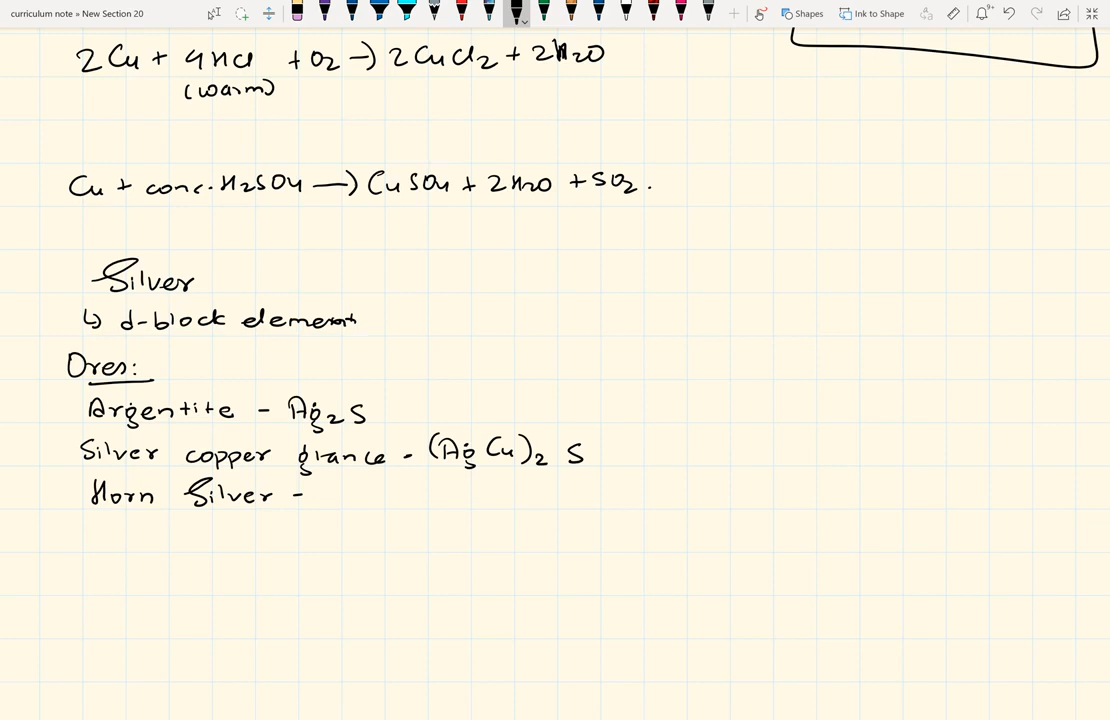 curriculum note » New Section 20
Shapes Ink to Shape 9+
2Cu + 4HCl + O2 → 2CuCl2 + 2H2O
(warm)
Cu + conc. H2SO4 → CuSO4 + 2H2O + SO2.
Silver
↳ d-block element
Ores:
Argentite - Ag2S
Silver copper glance - (AgCu)2 S
Horn Silver -